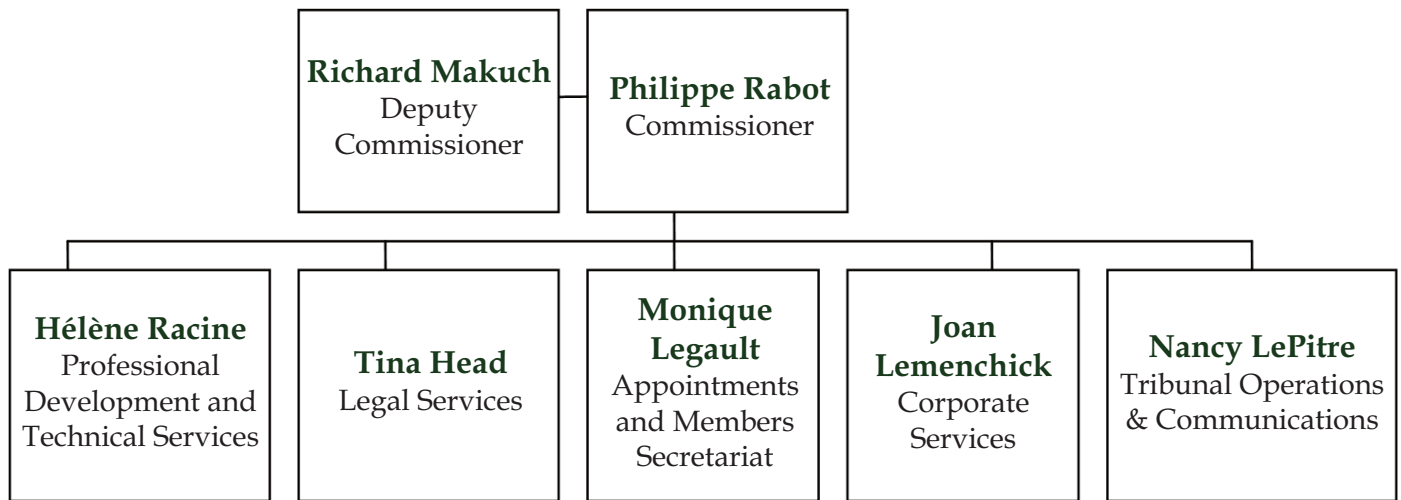 Richard Makuch
Deputy
Commissioner
Philippe Rabot
Commissioner
Hélène Racine
Professional
Development and
Technical Services
Tina Head
Legal Services
Monique
Legault
Appointments
and Members
Secretariat
Joan
Lemenchick
Corporate
Services
Nancy LePitre
Tribunal Operations
& Communications